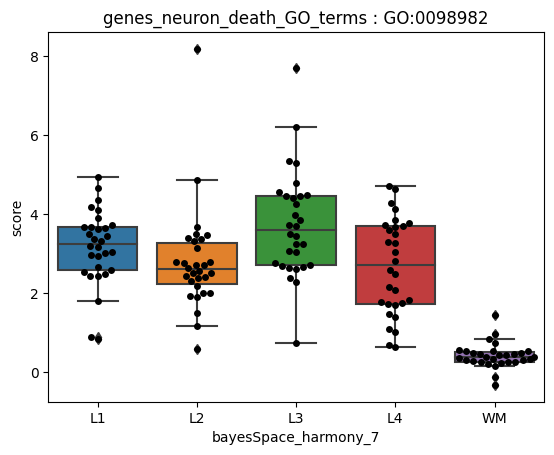 genes_neuron_death_GO_terms : GO:0098982
8
6
4
2
0
score
L1 L2 L3 L4 WM
bayesSpace_harmony_7